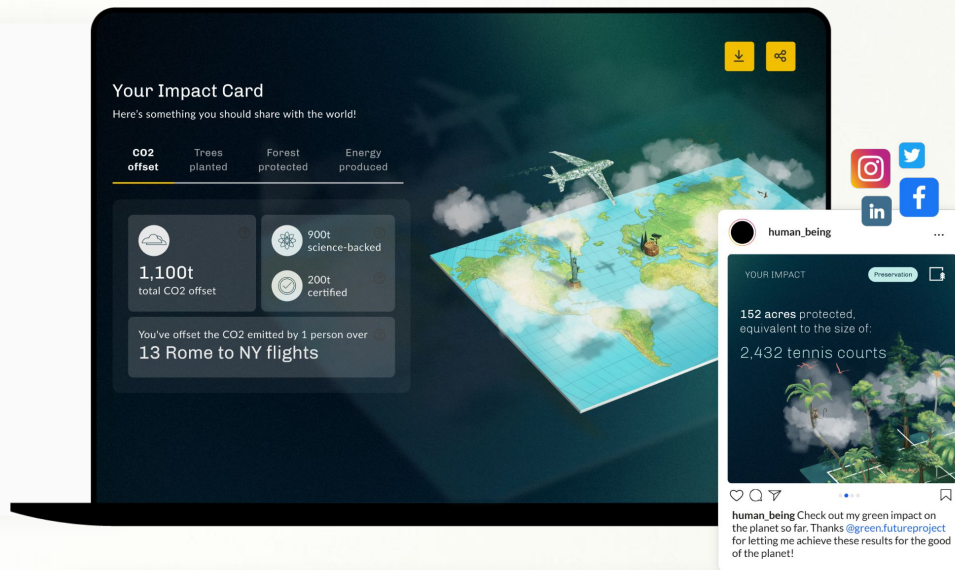 Your Impact Card
Here's something you should share with the world!
CO2
offset
Trees
planted
Forest
protected
Energy
produced
1,100t
total CO2 offset
900t
science-backed
200t
certified
You've offset the CO2 emitted by 1 person over
13 Rome to NY flights
in
f
human_being
...
YOUR IMPACT
Preservation
152 acres protected,
equivalent to the size of:
2,432 tennis courts
human_being Check out my green impact on
the planet so far. Thanks @green.futureproject
for letting me achieve these results for the good
of the planet!